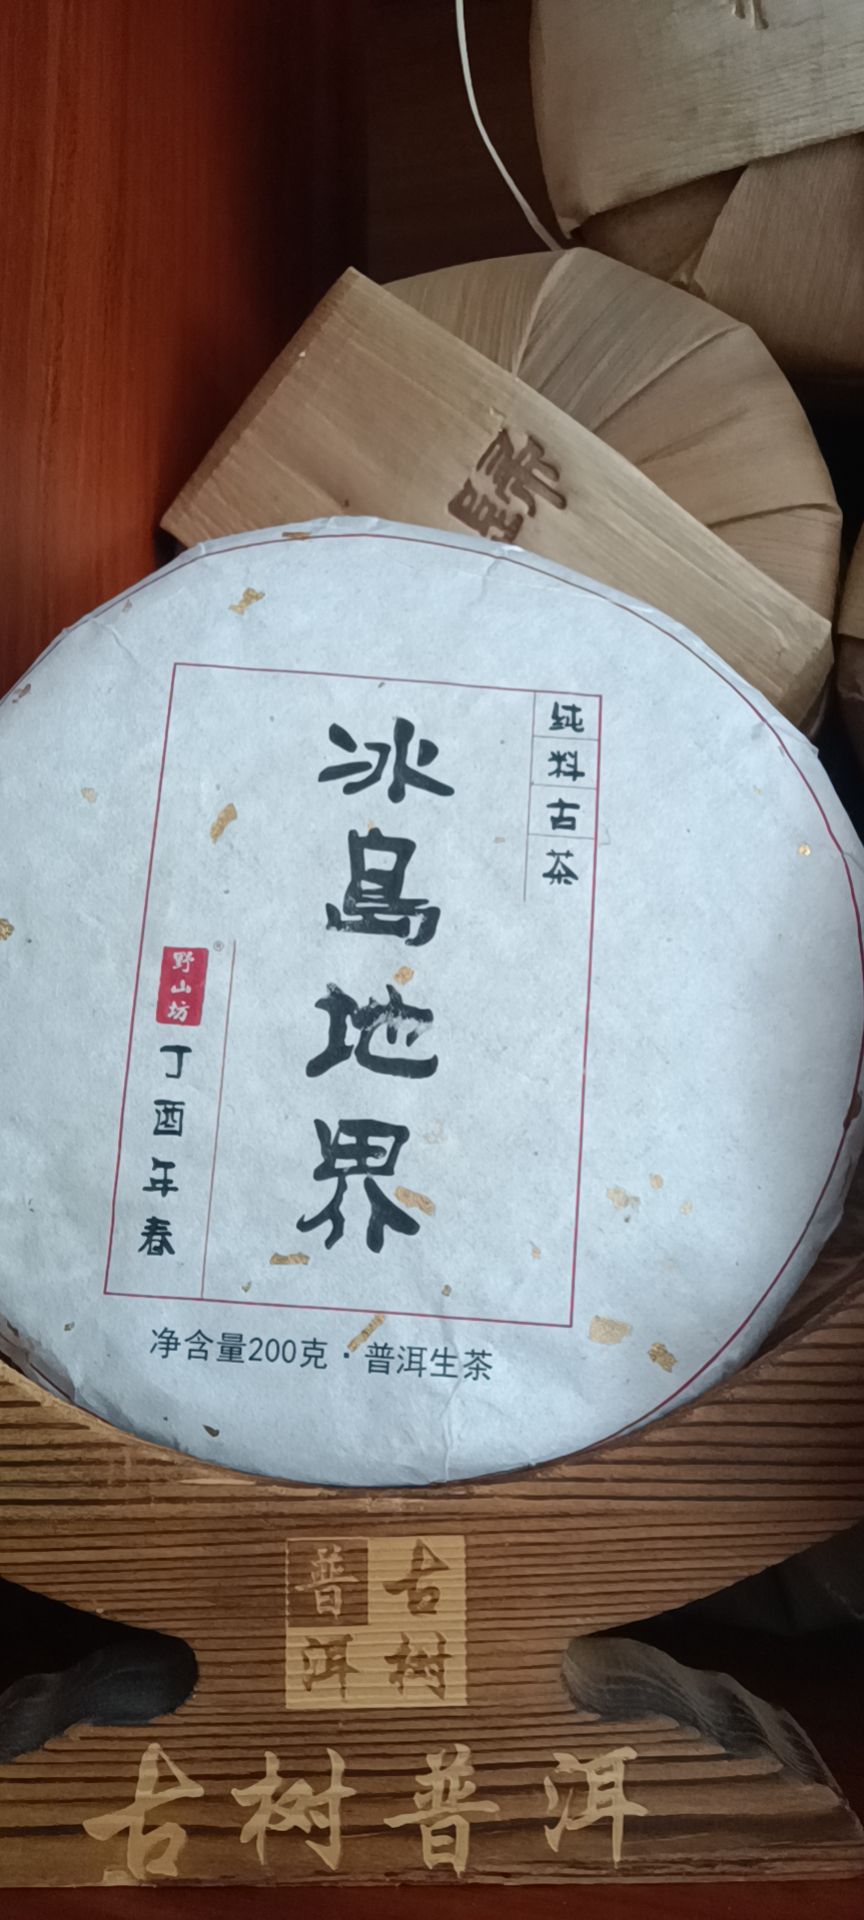 纯料古茶
冰岛地界
野山坊®
丁酉年春
净含量200克·普洱生茶
古树
普洱
古树普洱